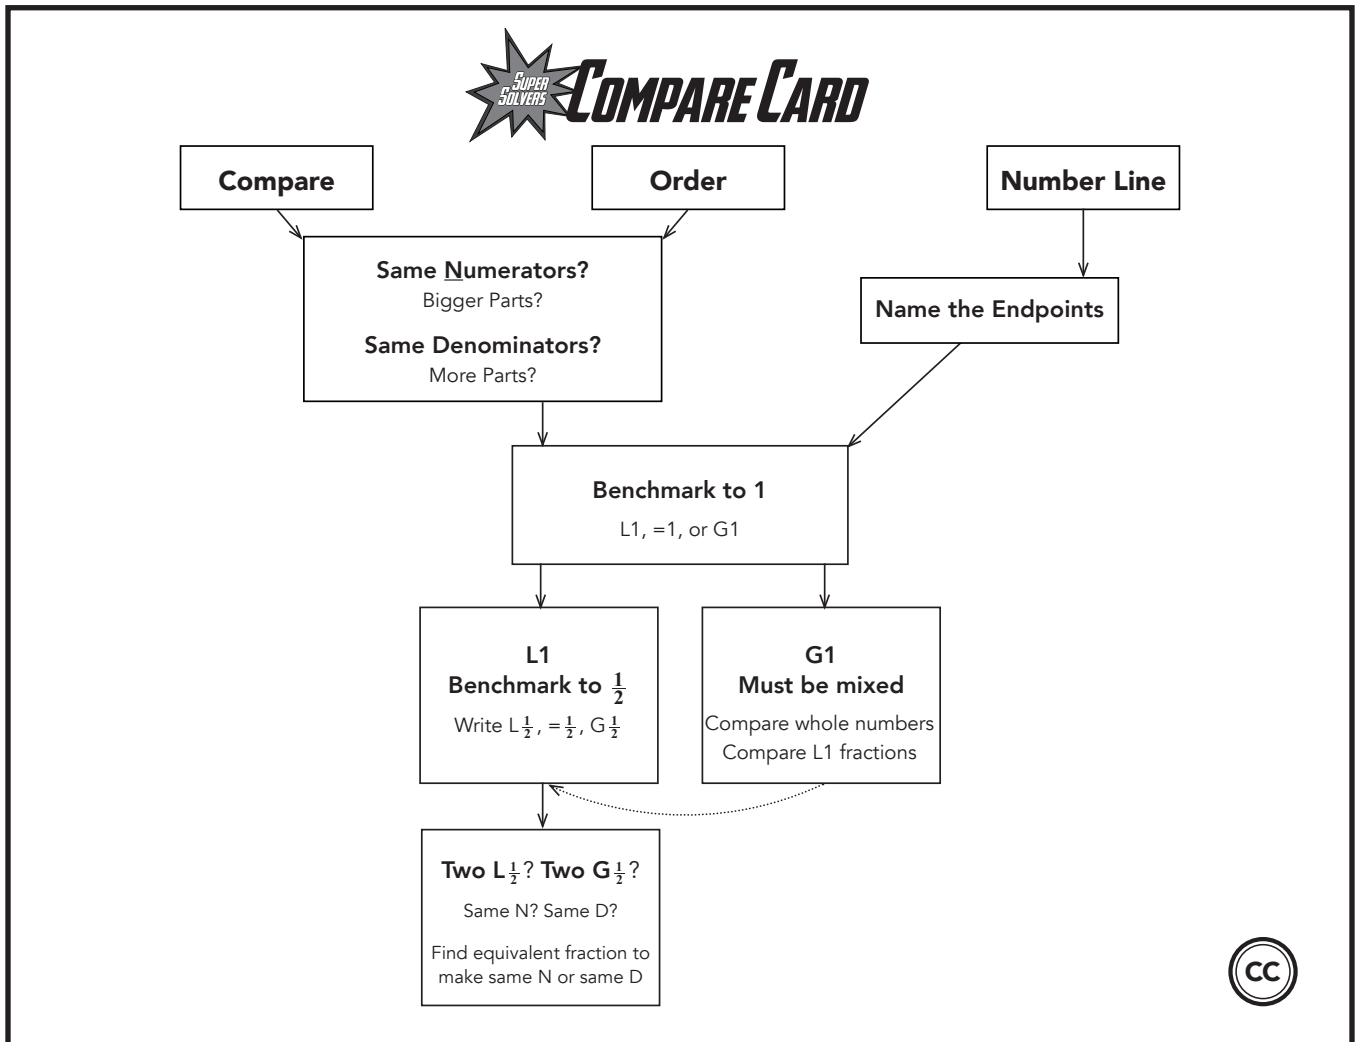 SUPER
SOLVERS
COMPARE CARD
Compare
Order
Number Line
Same Numerators?
Bigger Parts?
Same Denominators?
More Parts?
Name the Endpoints
Benchmark to 1
L1, =1, or G1
L1
Benchmark to 1/2
Write L1/2, =1/2, G1/2
G1
Must be mixed
Compare whole numbers
Compare L1 fractions
Two L1/2? Two G1/2?
Same N? Same D?
Find equivalent fraction to
make same N or same D
CC